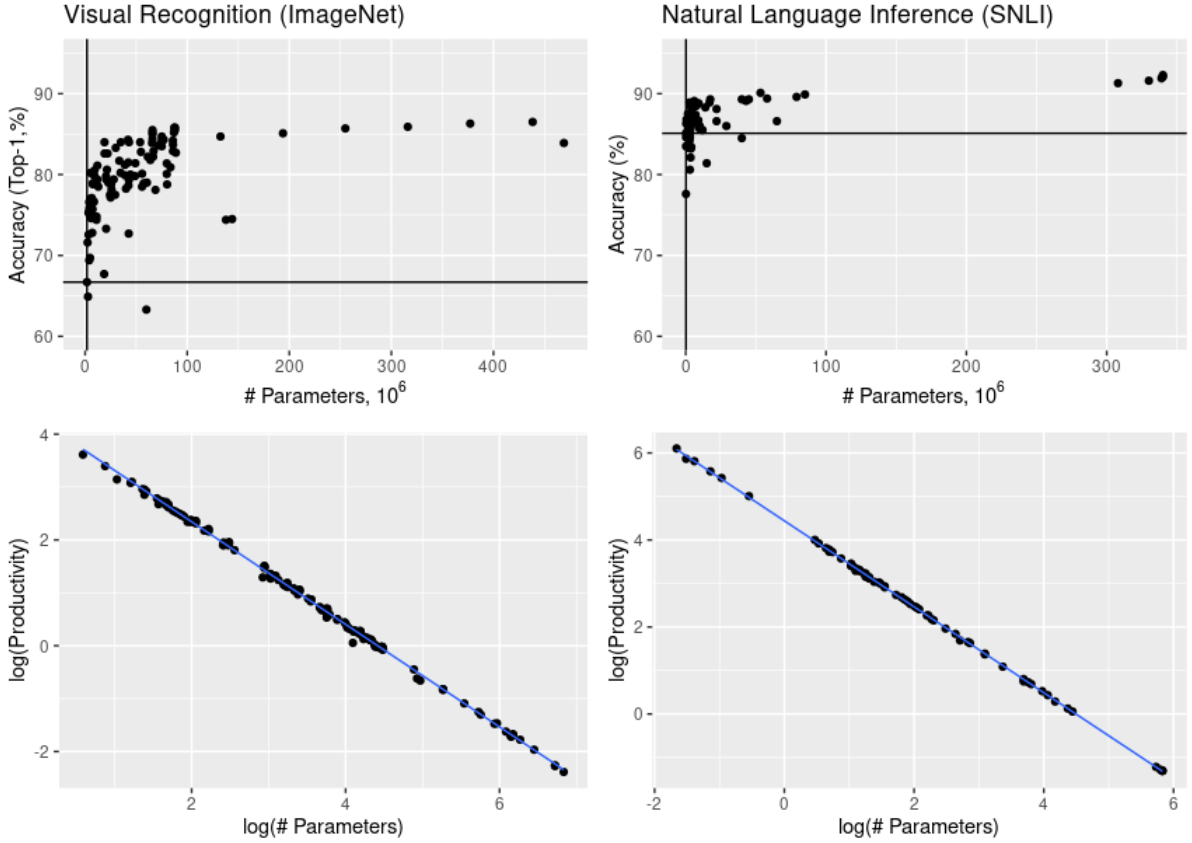 Visual Recognition (ImageNet)
Accuracy (Top-1,%)
90
80
70
60
0 100 200 300 400
# Parameters, 10^6
Natural Language Inference (SNLI)
Accuracy (%)
90
80
70
60
0 100 200 300
# Parameters, 10^6
log(Productivity)
4
2
0
-2
2 4 6
log(# Parameters)
log(Productivity)
6
4
2
0
-2 0 2 4 6
log(# Parameters)